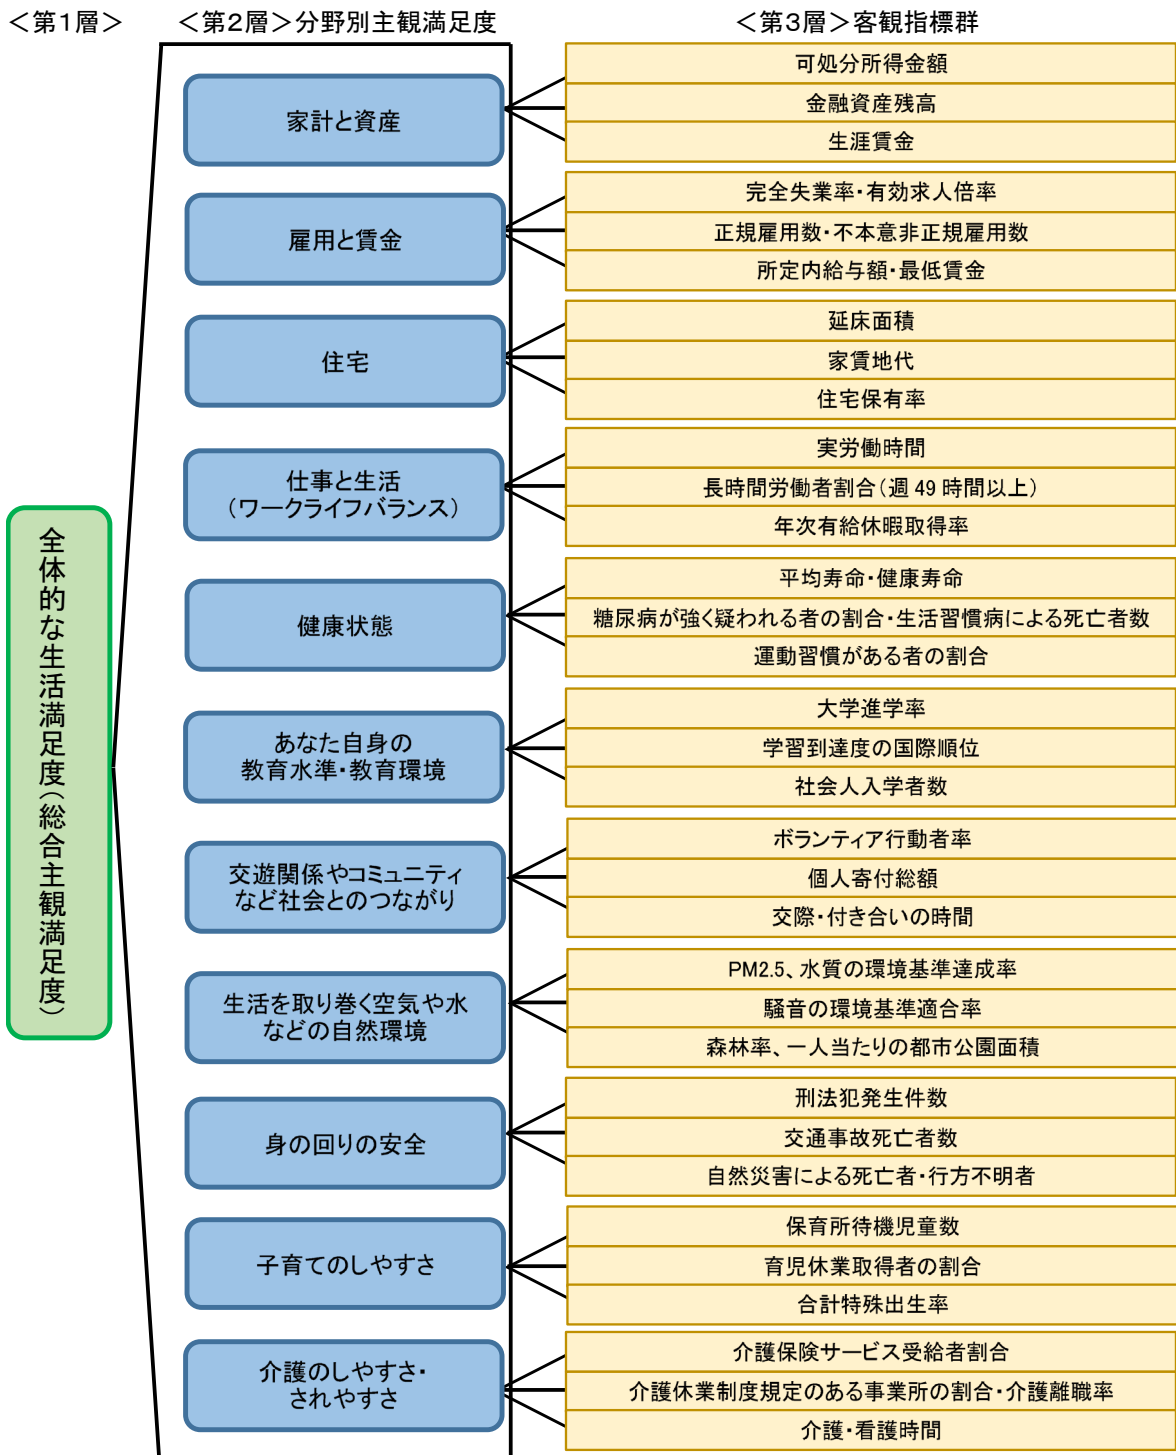 ＜第1層＞
＜第2層＞分野別主観満足度
＜第3層＞客観指標群
全体的な生活満足度（総合主観満足度）
家計と資産
可処分所得金額
金融資産残高
生涯賃金
雇用と賃金
完全失業率・有効求人倍率
正規雇用数・不本意非正規雇用数
所定内給与額・最低賃金
住宅
延床面積
家賃地代
住宅保有率
仕事と生活
（ワークライフバランス）
実労働時間
長時間労働者割合（週 49 時間以上）
年次有給休暇取得率
健康状態
平均寿命・健康寿命
糖尿病が強く疑われる者の割合・生活習慣病による死亡者数
運動習慣がある者の割合
あなた自身の
教育水準・教育環境
大学進学率
学習到達度の国際順位
社会人入学者数
交遊関係やコミュニティ
など社会とのつながり
ボランティア行動者率
個人寄付総額
交際・付き合いの時間
生活を取り巻く空気や水
などの自然環境
PM2.5、水質の環境基準達成率
騒音の環境基準適合率
森林率、一人当たりの都市公園面積
身の回りの安全
刑法犯発生件数
交通事故死亡者数
自然災害による死亡者・行方不明者
子育てのしやすさ
保育所待機児童数
育児休業取得者の割合
合計特殊出生率
介護のしやすさ・
されやすさ
介護保険サービス受給者割合
介護休業制度規定のある事業所の割合・介護離職率
介護・看護時間